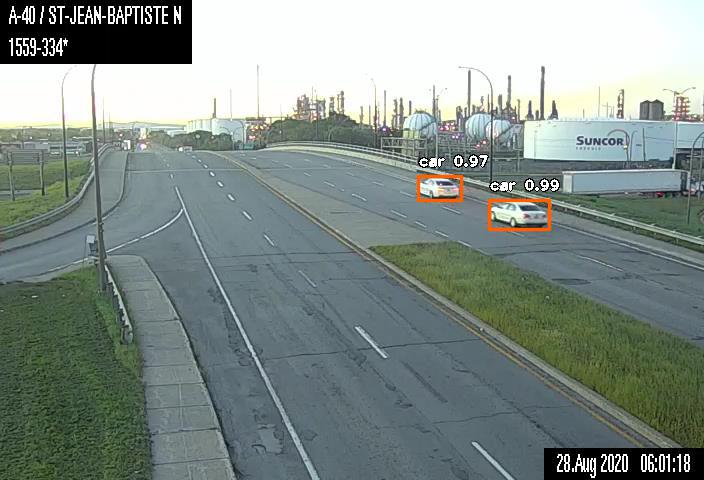 A-40 / ST-JEAN-BAPTISTE N
1559-334*
SUNCOR
car 0.97
car 0.99
28.Aug 2020 06:01:18